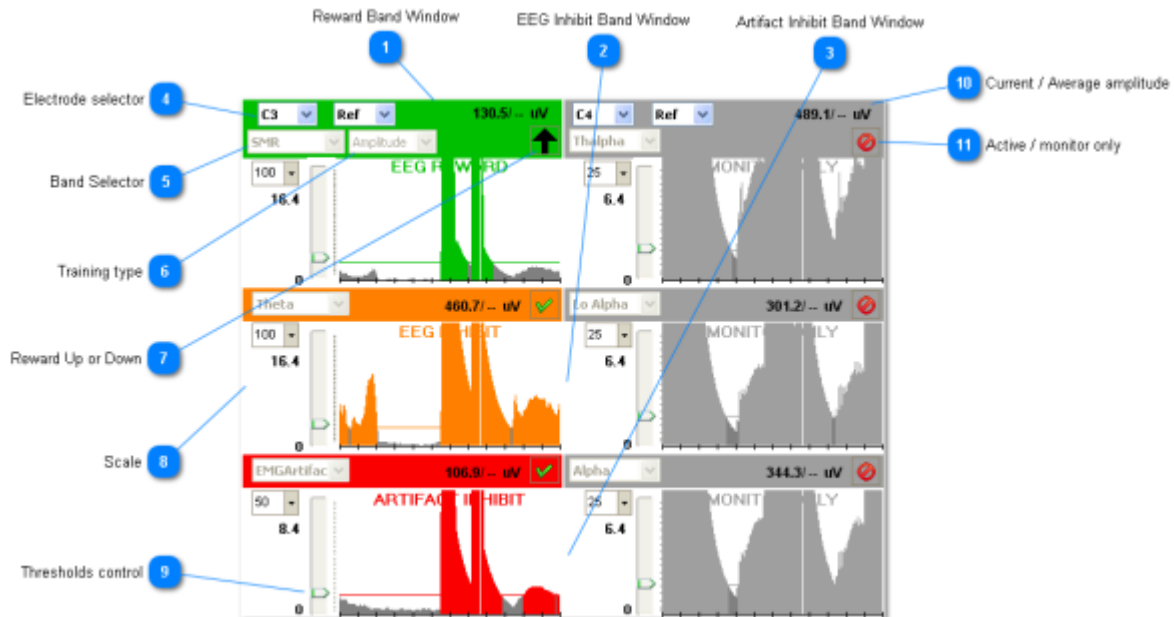 Reward Band Window
EEG Inhibit Band Window
Artifact Inhibit Band Window
1
2
3
Electrode selector 4
10 Current / Average amplitude
C3 Ref 130.5/-- uV
C4 Ref 489.1/-- uV
SMR Amplitude
Thalpha
11 Active / monitor only
Band Selector 5
100
EEG REWARD
16.4
0
25
MONITOR ONLY
6.4
0
Training type 6
Theta 460.7/-- uV
Lo Alpha 301.2/-- uV
Reward Up or Down 7
100
EEG INHIBIT
16.4
0
25
MONITOR ONLY
6.4
0
Scale 8
EMGArtifac 106.9/-- uV
Alpha 344.3/-- uV
50
ARTIFACT INHIBIT
8.4
0
25
MONITOR ONLY
6.4
0
Thresholds control 9